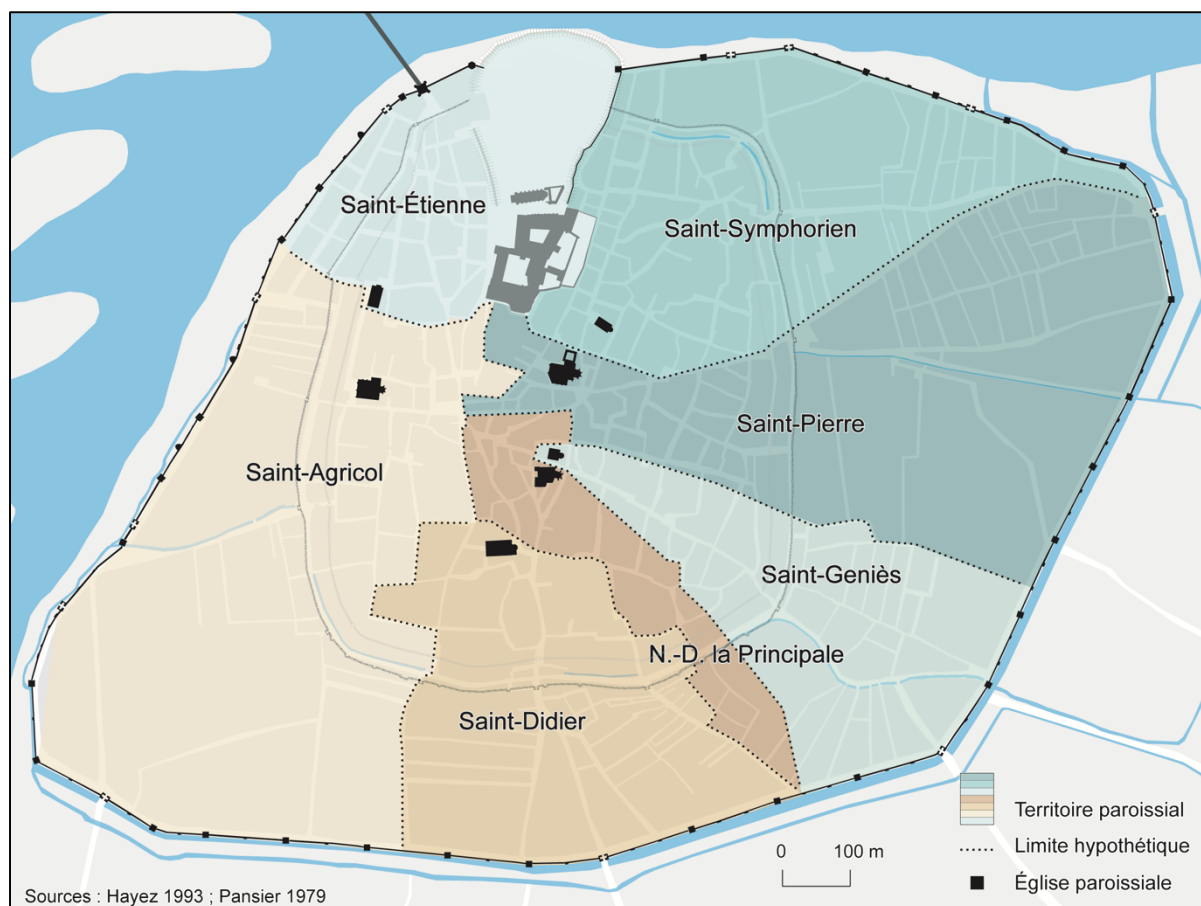 Saint-Étienne
Saint-Symphorien
Saint-Pierre
Saint-Agricol
Saint-Geniès
N.-D. la Principale
Saint-Didier
Territoire paroissial
0 100 m
Limite hypothétique
Église paroissiale
Sources : Hayez 1993 ; Pansier 1979